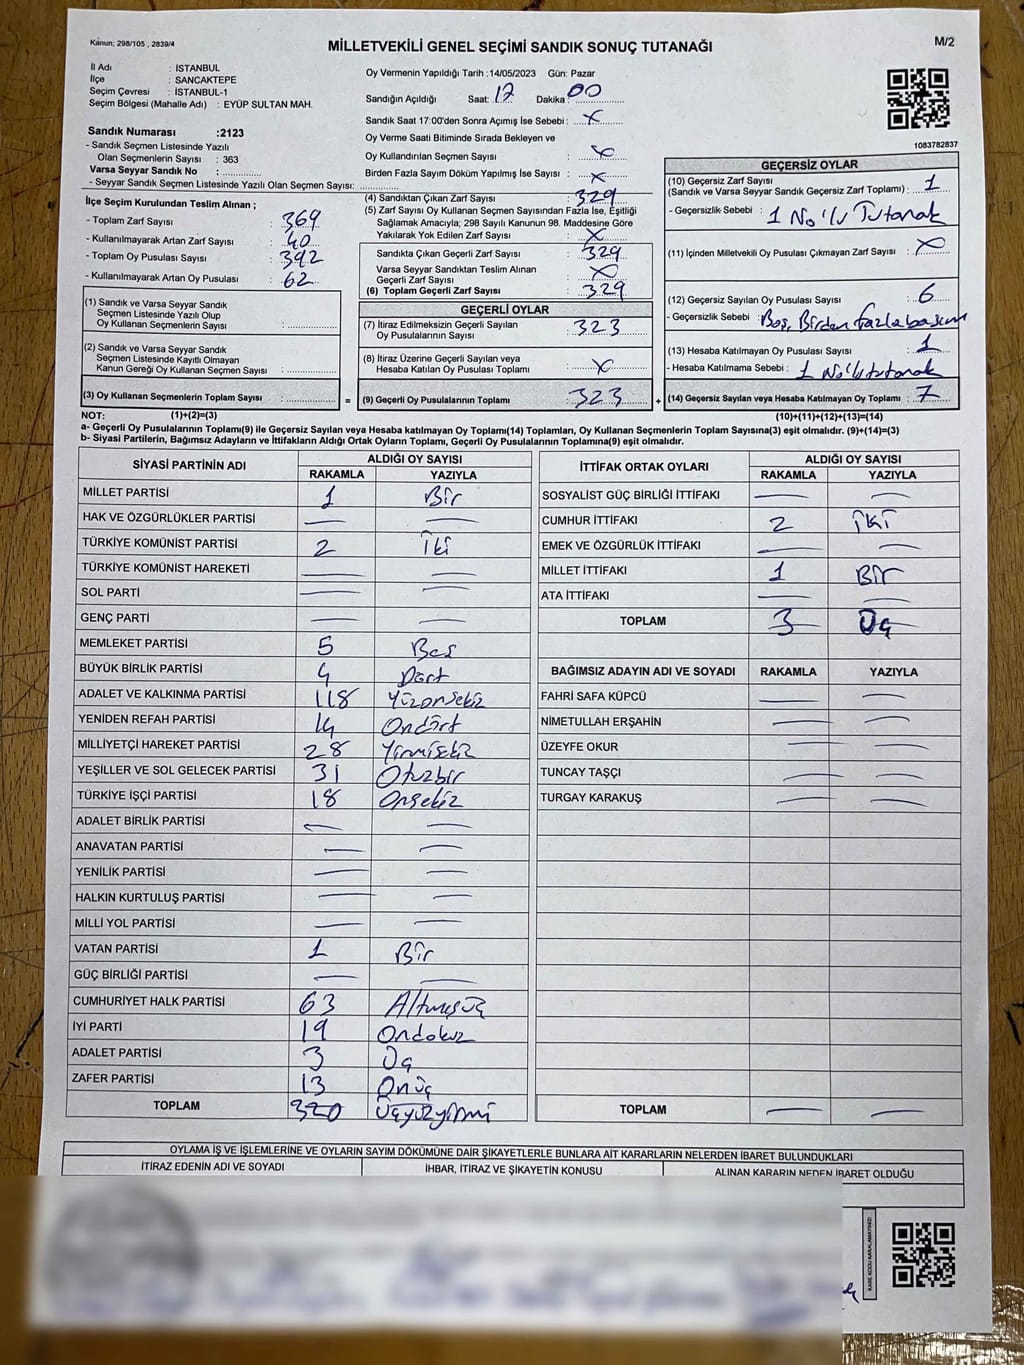 Kanun; 298/105 , 2839/4
MİLLETVEKİLİ GENEL SEÇİMİ SANDIK SONUÇ TUTANAĞI
M/2
İl Adı : İSTANBUL
İlçe : SANCAKTEPE
Seçim Çevresi : İSTANBUL-1
Seçim Bölgesi (Mahalle Adı) : EYÜP SULTAN MAH.
Sandık Numarası :2123
- Sandık Seçmen Listesinde Yazılı
Olan Seçmenlerin Sayısı : 363
Varsa Seyyar Sandık No :
- Seyyar Sandık Seçmen Listesinde Yazılı Olan Seçmen Sayısı:
İlçe Seçim Kurulundan Teslim Alınan ;
- Toplam Zarf Sayısı : 369
- Kullanılmayarak Artan Zarf Sayısı : 40
- Toplam Oy Pusulası Sayısı : 392
- Kullanılmayarak Artan Oy Pusulası : 62
(1) Sandık ve Varsa Seyyar Sandık
Seçmen Listesinde Yazılı Olup
Oy Kullanan Seçmenlerin Sayısı :
(2) Sandık ve Varsa Seyyar Sandık
Seçmen Listesinde Kayıtlı Olmayan
Kanun Gereği Oy Kullanan Seçmen Sayısı :
(3) Oy Kullanan Seçmenlerin Toplam Sayısı : =
Oy Vermenin Yapıldığı Tarih :14/05/2023 Gün: Pazar
Sandığın Açıldığı Saat: 17 Dakika : 00
Sandık Saat 17:00'den Sonra Açımış İse Sebebi : X
Oy Verme Saati Bitiminde Sırada Bekleyen ve
Oy Kullandırılan Seçmen Sayısı : X
Birden Fazla Sayım Döküm Yapılmış İse Sayısı : X
(4) Sandıktan Çıkan Zarf Sayısı : 329
(5) Zarf Sayısı Oy Kullanan Seçmen Sayısından Fazla İse, Eşitliği
Sağlamak Amacıyla; 298 Sayılı Kanunun 98. Maddesine Göre
Yakılarak Yok Edilen Zarf Sayısı : X
Sandıkta Çıkan Geçerli Zarf Sayısı : 329
Varsa Seyyar Sandıktan Teslim Alınan
Geçerli Zarf Sayısı : X
(6) Toplam Geçerli Zarf Sayısı : 329
GEÇERLİ OYLAR
(7) İtiraz Edilmeksizin Geçerli Sayılan
Oy Pusulalarının Sayısı : 323
(8) İtiraz Üzerine Geçerli Sayılan veya
Hesaba Katılan Oy Pusulaları Toplamı : X
(9) Geçerli Oy Pusulalarının Toplamı : 323 +
1083782837
GEÇERSİZ OYLAR
(10) Geçersiz Zarf Sayısı
(Sandık ve Varsa Seyyar Sandık Geçersiz Zarf Toplamı) : 1
- Geçersizlik Sebebi : 1 No'lu Tutanak
(11) İçinden Milletvekili Oy Pusulası Çıkmayan Zarf Sayısı : X
(12) Geçersiz Sayılan Oy Pusulası Sayısı : 6
- Geçersizlik Sebebi : Boş, Birden fazla basım
(13) Hesaba Katılmayan Oy Pusulası Sayısı : 1
- Hesaba Katılmama Sebebi : 1 No'lu tutanak
(14) Geçersiz Sayılan veya Hesaba Katılmayan Oy Toplamı : 7
NOT: (1)+(2)=(3) (10)+(11)+(12)+(13)=(14)
a- Geçerli Oy Pusulalarının Toplamı(9) ile Geçersiz Sayılan veya Hesaba katılmayan Oy Toplamı(14) Toplamları, Oy Kullanan Seçmenlerin Toplam Sayısına(3) eşit olmalıdır. (9)+(14)=(3)
b- Siyasi Partilerin, Bağımsız Adayların ve İttifakların Aldığı Ortak Oyların Toplamı, Geçerli Oy Pusulalarının Toplamına(9) eşit olmalıdır.
SİYASİ PARTİNİN ADI ALDIĞI OY SAYISI
RAKAMLA YAZIYLA
MİLLET PARTİSİ 1 Bir
HAK VE ÖZGÜRLÜKLER PARTİSİ — —
TÜRKİYE KOMÜNİST PARTİSİ 2 İki
TÜRKİYE KOMÜNİST HAREKETİ — —
SOL PARTİ — —
GENÇ PARTİ — —
MEMLEKET PARTİSİ 5 Beş
BÜYÜK BİRLİK PARTİSİ 4 Dört
ADALET VE KALKINMA PARTİSİ 118 Yüzonsekiz
YENİDEN REFAH PARTİSİ 14 Ondört
MİLLİYETÇİ HAREKET PARTİSİ 28 Yirmisekiz
YEŞİLLER VE SOL GELECEK PARTİSİ 31 Otuzbir
TÜRKİYE İŞÇİ PARTİSİ 18 Onsekiz
ADALET BİRLİK PARTİSİ — —
ANAVATAN PARTİSİ — —
YENİLİK PARTİSİ — —
HALKIN KURTULUŞ PARTİSİ — —
MİLLİ YOL PARTİSİ — —
VATAN PARTİSİ 1 Bir
GÜÇ BİRLİĞİ PARTİSİ — —
CUMHURİYET HALK PARTİSİ 63 Altmışüç
İYİ PARTİ 19 Ondokuz
ADALET PARTİSİ 3 Üç
ZAFER PARTİSİ 13 Onüç
TOPLAM 320 Üçyüzyirmi
İTTİFAK ORTAK OYLARI ALDIĞI OY SAYISI
RAKAMLA YAZIYLA
SOSYALİST GÜÇ BİRLİĞİ İTTİFAKI — —
CUMHUR İTTİFAKI 2 İki
EMEK VE ÖZGÜRLÜK İTTİFAKI — —
MİLLET İTTİFAKI 1 Bir
ATA İTTİFAKI — —
TOPLAM 3 Üç
BAĞIMSIZ ADAYIN ADI VE SOYADI RAKAMLA YAZIYLA
FAHRİ SAFA KÜPCÜ — —
NİMETULLAH ERŞAHİN — —
ÜZEYFE OKUR — —
TUNCAY TAŞÇI — —
TURGAY KARAKUŞ — —
TOPLAM — —
OYLAMA İŞ VE İŞLEMLERİNE VE OYLARIN SAYIM DÖKÜMÜNE DAİR ŞİKAYETLERLE BUNLARA AİT KARARLARIN NELERDEN İBARET BULUNDUKLARI
İTİRAZ EDENİN ADI VE SOYADI İHBAR, İTİRAZ VE ŞİKAYETİN KONUSU ALINAN KARARIN NEDEN İBARET OLDUĞU
KARE KODU KARALAMAYINIZ!